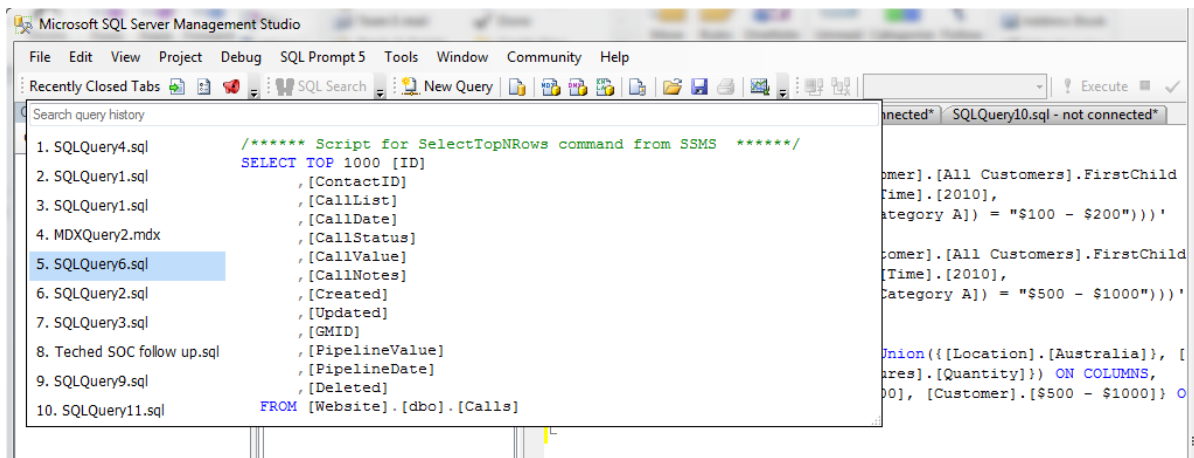 Microsoft SQL Server Management Studio
File Edit View Project Debug SQL Prompt 5 Tools Window Community Help
Recently Closed Tabs SQL Search New Query Execute
Search query history
nnected* SQLQuery10.sql - not connected*
1. SQLQuery4.sql
2. SQLQuery1.sql
3. SQLQuery1.sql
4. MDXQuery2.mdx
5. SQLQuery6.sql
6. SQLQuery2.sql
7. SQLQuery3.sql
8. Teched SOC follow up.sql
9. SQLQuery9.sql
10. SQLQuery11.sql
/****** Script for SelectTopNRows command from SSMS ******/
SELECT TOP 1000 [ID]
,[ContactID]
,[CallList]
,[CallDate]
,[CallStatus]
,[CallValue]
,[CallNotes]
,[Created]
,[Updated]
,[GMID]
,[PipelineValue]
,[PipelineDate]
,[Deleted]
FROM [Website].[dbo].[Calls]
omer].[All Customers].FirstChild
Time].[2010],
ategory A]) = "$100 - $200")))'
tomer].[All Customers].FirstChild
[Time].[2010],
Category A]) = "$500 - $1000")))'
Union({[Location].[Australia]}, [
ures].[Quantity]}) ON COLUMNS,
00], [Customer].[$500 - $1000]} O